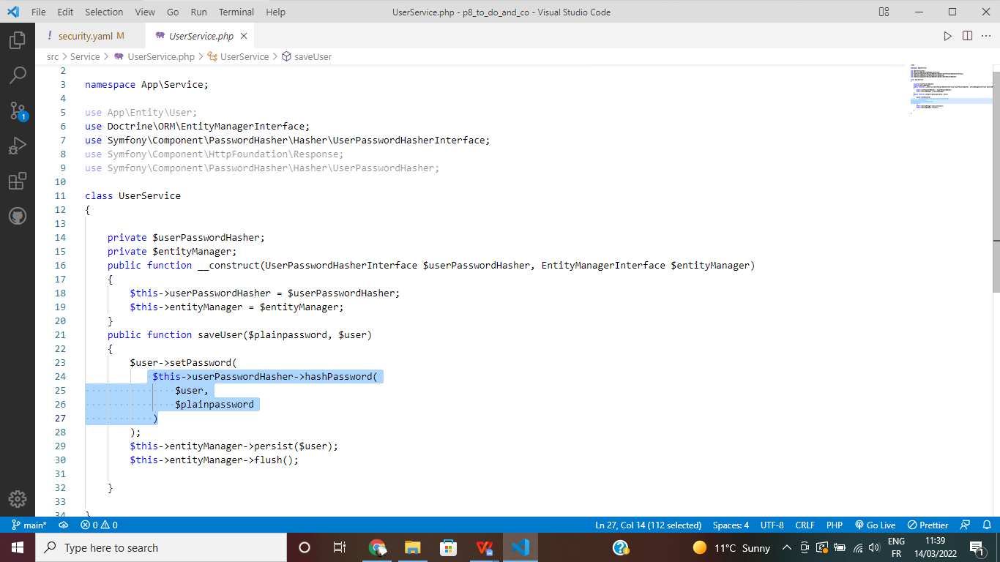 File Edit Selection View Go Run Terminal Help UserService.php - p8_to_do_and_co - Visual Studio Code
! security.yaml M UserService.php
src > Service > UserService.php > UserService > saveUser
2
3 namespace App\Service;
4
5 use App\Entity\User;
6 use Doctrine\ORM\EntityManagerInterface;
7 use Symfony\Component\PasswordHasher\Hasher\UserPasswordHasherInterface;
8 use Symfony\Component\HttpFoundation\Response;
9 use Symfony\Component\PasswordHasher\Hasher\UserPasswordHasher;
10
11 class UserService
12 {
13
14 private $userPasswordHasher;
15 private $entityManager;
16 public function __construct(UserPasswordHasherInterface $userPasswordHasher, EntityManagerInterface $entityManager)
17 {
18 $this->userPasswordHasher = $userPasswordHasher;
19 $this->entityManager = $entityManager;
20 }
21 public function saveUser($plainpassword, $user)
22 {
23 $user->setPassword(
24 $this->userPasswordHasher->hashPassword(
25 $user,
26 $plainpassword
27 )
28 );
29 $this->entityManager->persist($user);
30 $this->entityManager->flush();
31
32 }
33
34 }
1
main* 0 0 Ln 27, Col 14 (112 selected) Spaces: 4 UTF-8 CRLF PHP Go Live Prettier
Type here to search 11°C Sunny ENG FR 11:39 14/03/2022 1